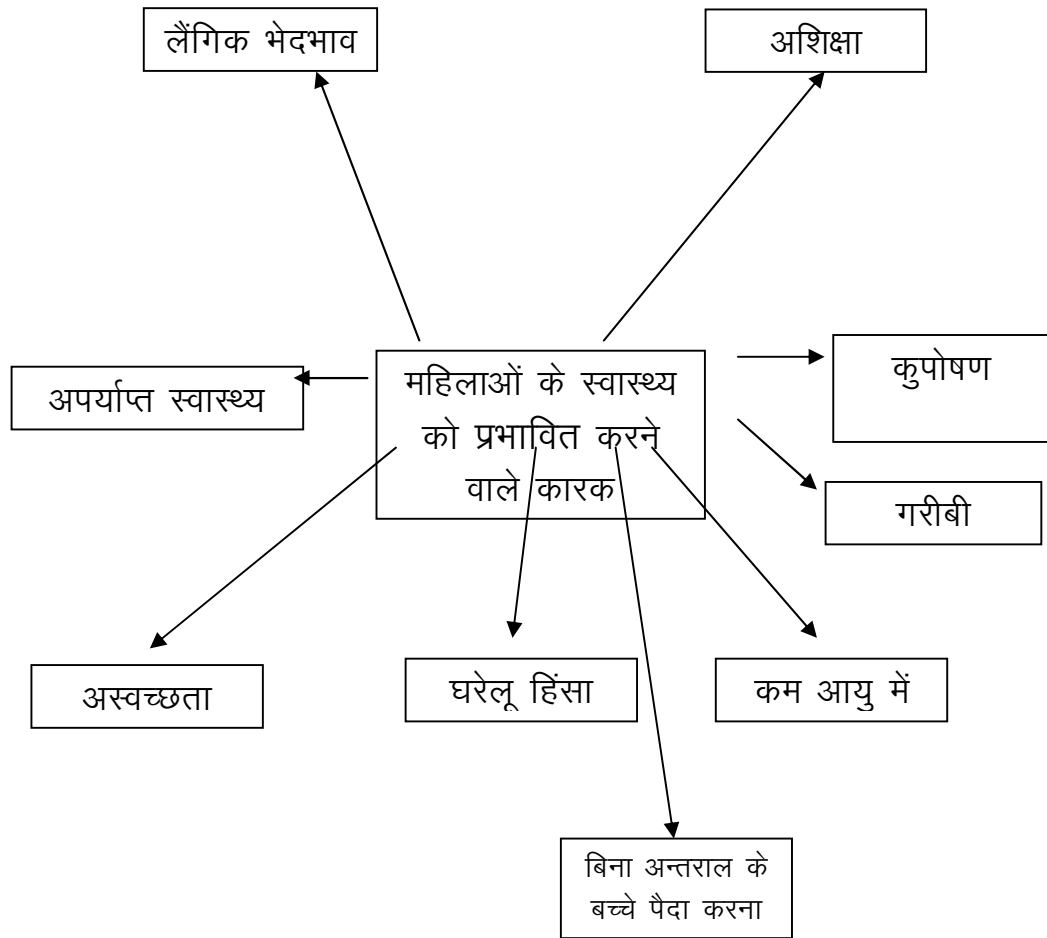 लैंगिक भेदभाव
अशिक्षा
महिलाओं के स्वास्थ्य
को प्रभावित करने
वाले कारक
अपर्याप्त स्वास्थ्य
कुपोषण
गरीबी
अस्वच्छता
घरेलू हिंसा
कम आयु में
बिना अन्तराल के
बच्चे पैदा करना